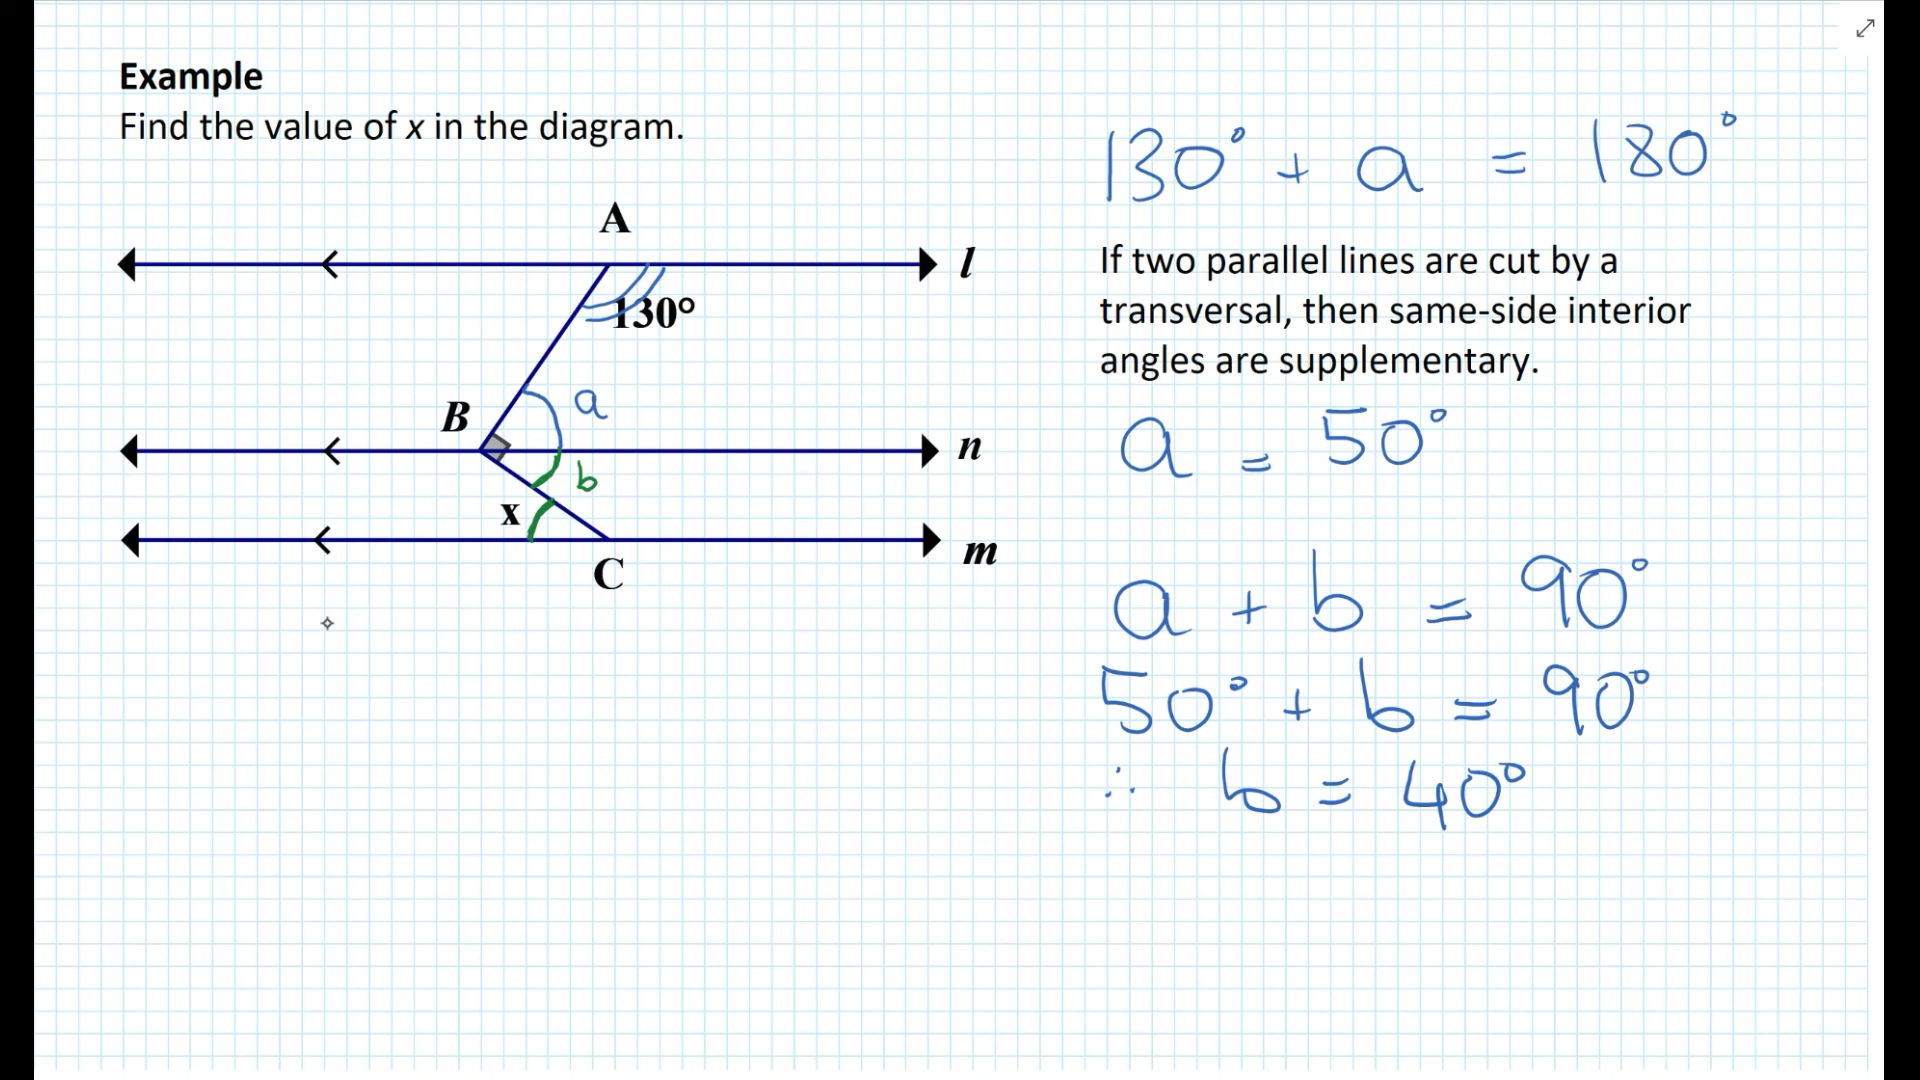 Example
Find the value of x in the diagram.
A
l
130°
a
B
n
b
x
m
C
130° + a = 180°
If two parallel lines are cut by a
transversal, then same-side interior
angles are supplementary.
a = 50°
a + b = 90°
50° + b = 90°
∴ b = 40°